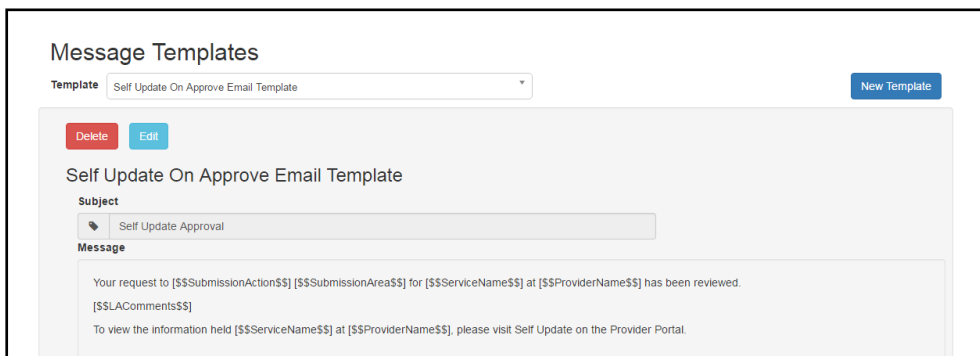 Message Templates
Template Self Update On Approve Email Template New Template
Delete Edit
Self Update On Approve Email Template
Subject
Self Update Approval
Message
Your request to [$$SubmissionAction$$] [$$SubmissionArea$$] for [$$ServiceName$$] at [$$ProviderName$$] has been reviewed.
[$$LAComments$$]
To view the information held [$$ServiceName$$] at [$$ProviderName$$], please visit Self Update on the Provider Portal.